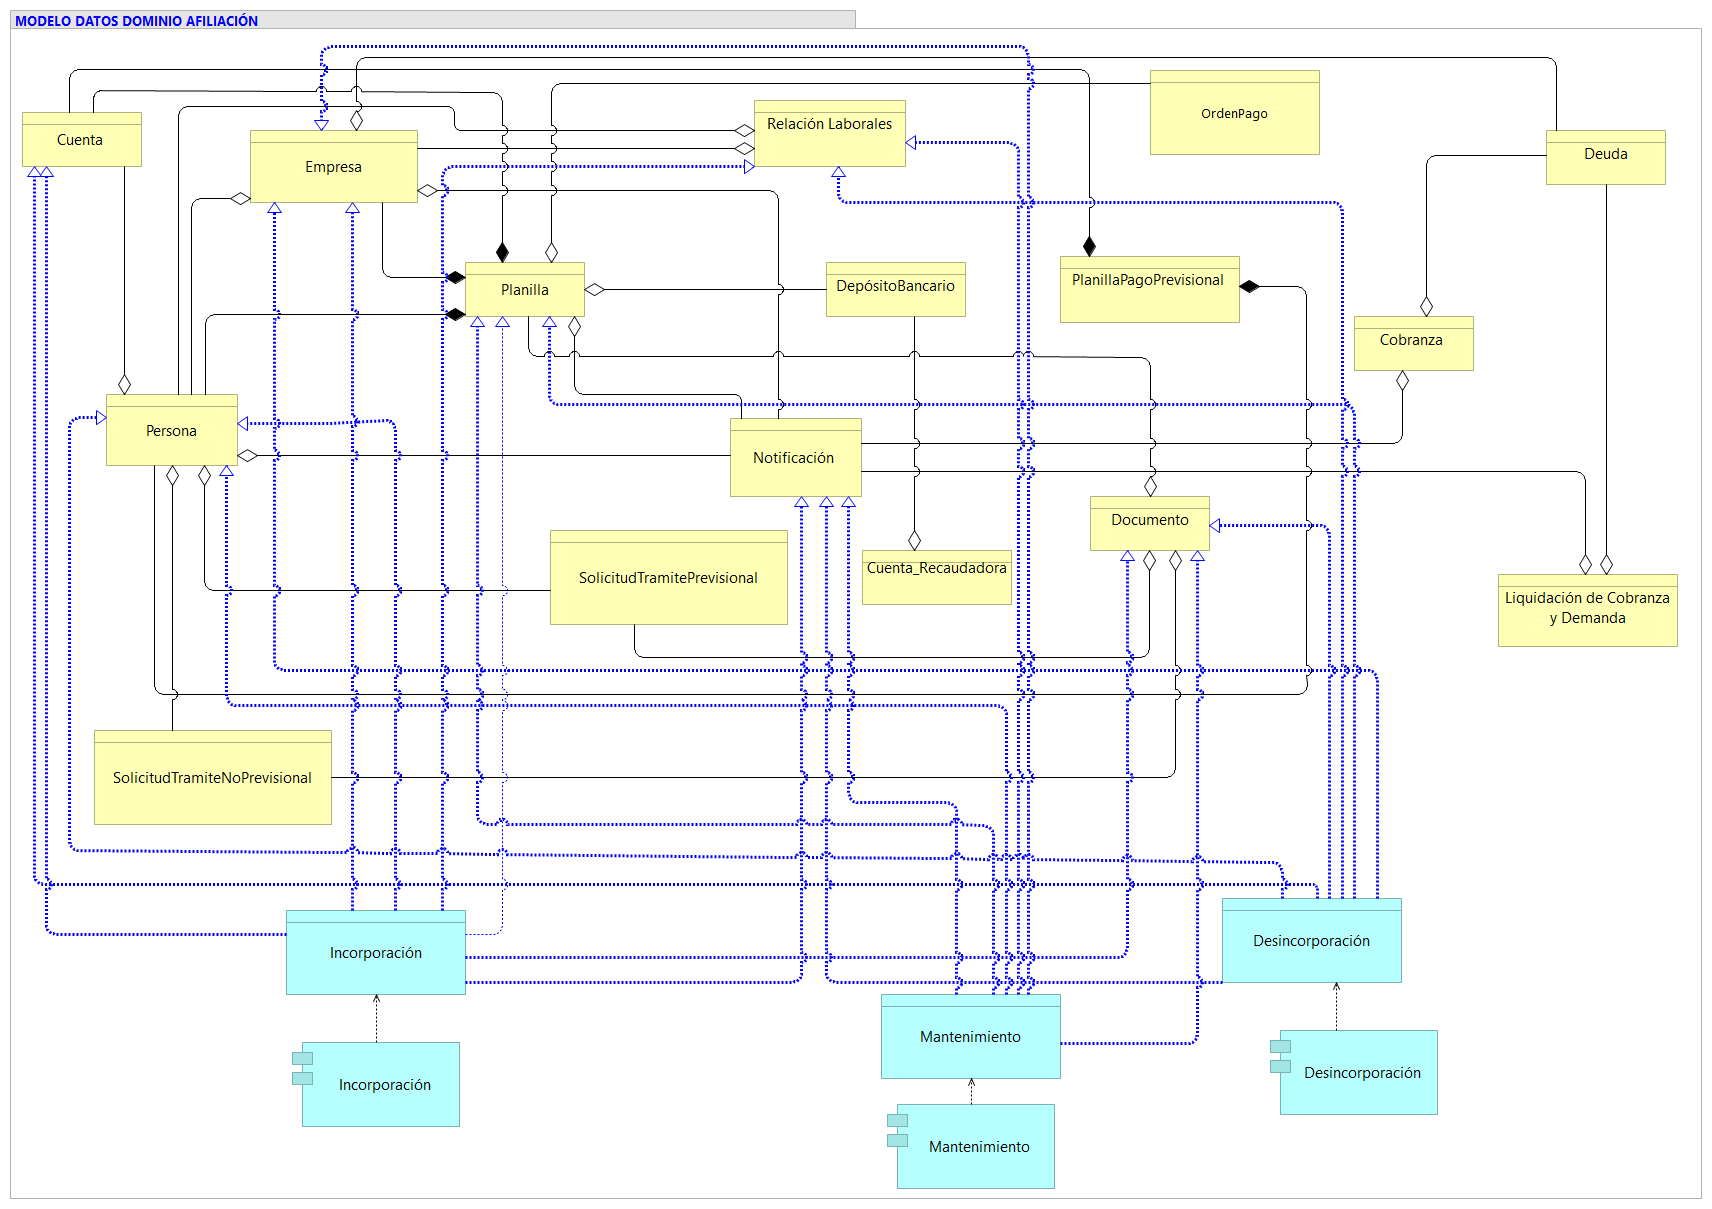 MODELO DATOS DOMINIO AFILIACIÓN
OrdenPago
Relación Laborales
Cuenta
Deuda
Empresa
Planilla
DepósitoBancario
PlanillaPagoPrevisional
Cobranza
Persona
Notificación
Documento
Cuenta_Recaudadora
SolicitudTramitePrevisional
Liquidación de Cobranza
y Demanda
SolicitudTramiteNoPrevisional
Incorporación
Desincorporación
Mantenimiento
Incorporación
Desincorporación
Mantenimiento